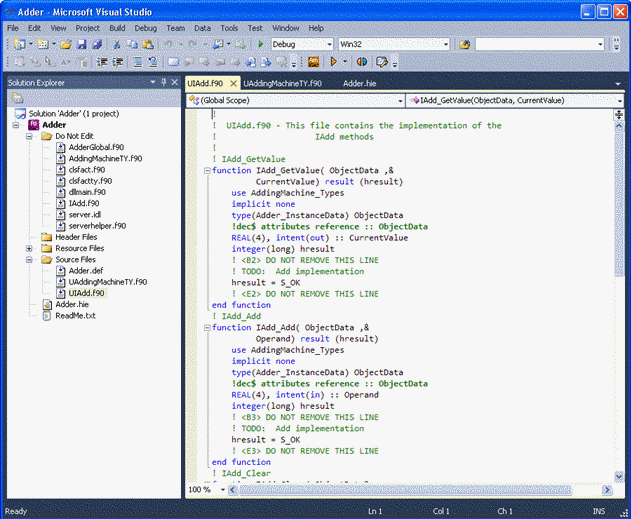 Adder - Microsoft Visual Studio
File Edit View Project Build Debug Team Data Tools Test Window Help
Debug Win32
Solution Explorer
UIAdd.f90 UAddingMachineTY.f90 Adder.hie
(Global Scope) IAdd_GetValue(ObjectData, CurrentValue)
Solution 'Adder' (1 project)
Adder
Do Not Edit
AdderGlobal.f90
AddingMachineTY.f90
clsfact.f90
clsfactty.f90
dllmain.f90
IAdd.f90
server.idl
serverhelper.f90
Header Files
Resource Files
Source Files
Adder.def
UAddingMachineTY.f90
UIAdd.f90
Adder.hie
ReadMe.txt
!
! UIAdd.f90 - This file contains the implementation of the
! IAdd methods
!
! IAdd_GetValue
function IAdd_GetValue( ObjectData ,&
CurrentValue) result (hresult)
use AddingMachine_Types
implicit none
type(Adder_InstanceData) ObjectData
!dec$ attributes reference :: ObjectData
REAL(4), intent(out) :: CurrentValue
integer(long) hresult
! <B2> DO NOT REMOVE THIS LINE
! TODO: Add implementation
hresult = S_OK
! <E2> DO NOT REMOVE THIS LINE
end function
! IAdd_Add
function IAdd_Add( ObjectData ,&
Operand) result (hresult)
use AddingMachine_Types
implicit none
type(Adder_InstanceData) ObjectData
!dec$ attributes reference :: ObjectData
REAL(4), intent(in) :: Operand
integer(long) hresult
! <B3> DO NOT REMOVE THIS LINE
! TODO: Add implementation
hresult = S_OK
! <E3> DO NOT REMOVE THIS LINE
end function
! IAdd_Clear
100 %
Ready Ln 1 Col 1 Ch 1 INS